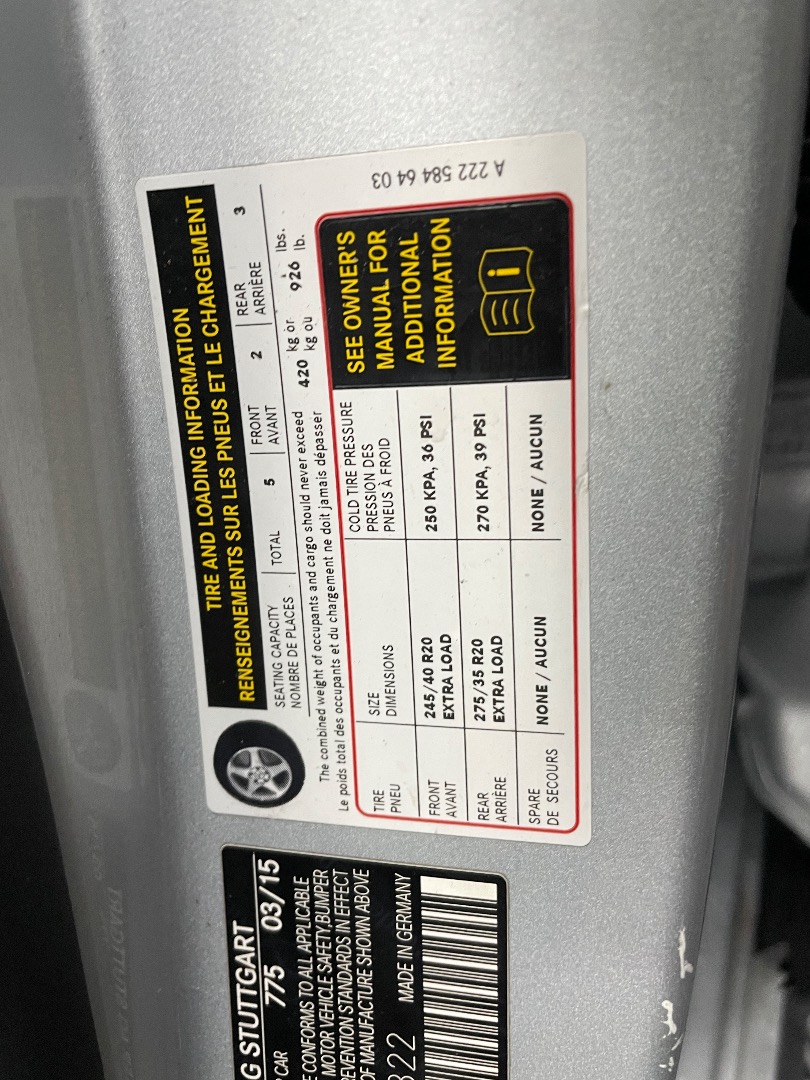 TIRE AND LOADING INFORMATION
RENSEIGNEMENTS SUR LES PNEUS ET LE CHARGEMENT
SEATING CAPACITY
NOMBRE DE PLACES
TOTAL 5
FRONT
AVANT 2
REAR
ARRIÈRE 3
The combined weight of occupants and cargo should never exceed 420 kg or 926 lbs.
Le poids total des occupants et du chargement ne doit jamais dépasser kg ou lb.
TIRE
PNEU
SIZE
DIMENSIONS
COLD TIRE PRESSURE
PRESSION DES
PNEUS À FROID
FRONT
AVANT
245/40 R20
EXTRA LOAD
250 KPA, 36 PSI
REAR
ARRIÈRE
275/35 R20
EXTRA LOAD
270 KPA, 39 PSI
SPARE
DE SECOURS
NONE / AUCUN
NONE / AUCUN
SEE OWNER'S
MANUAL FOR
ADDITIONAL
INFORMATION
i
A 222 584 64 03
G STUTTGART
CAR 775 03/15
CONFORMS TO ALL APPLICABLE
MOTOR VEHICLE SAFETY,BUMPER
STANDARDS IN EFFECT
OF MANUFACTURE SHOWN ABOVE
322 MADE IN GERMANY